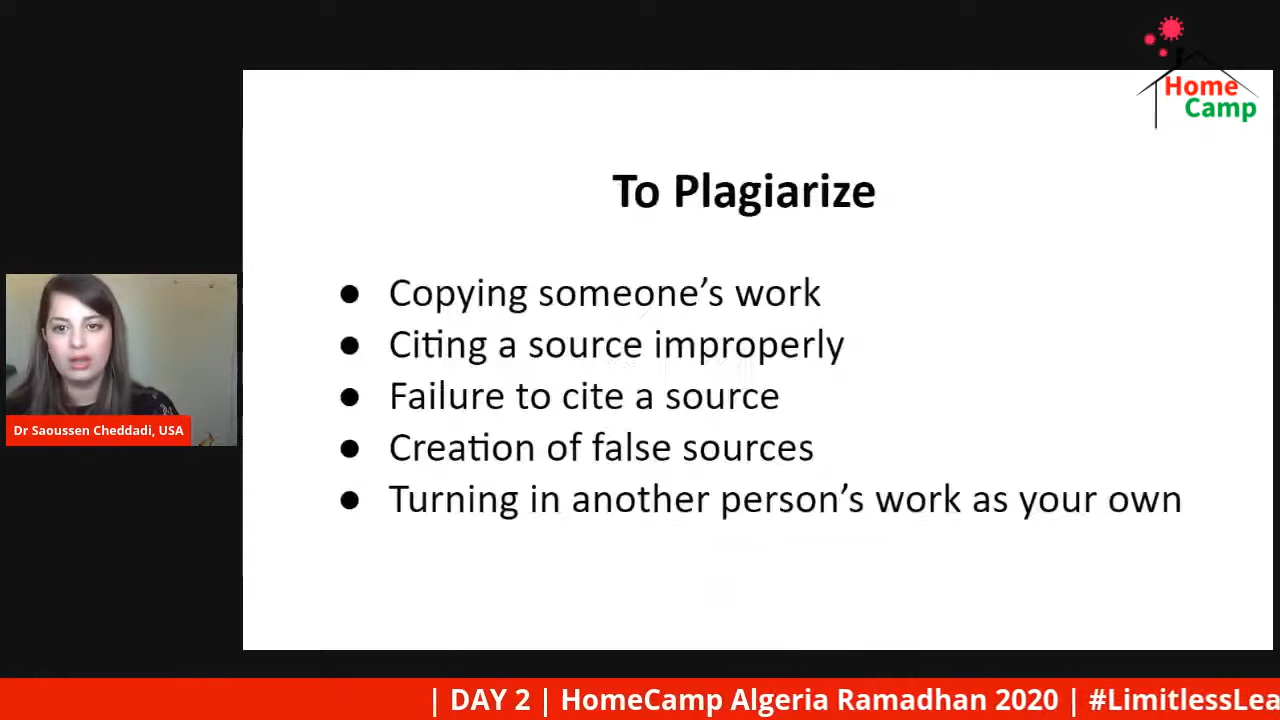 Home
Camp
To Plagiarize
● Copying someone’s work
● Citing a source improperly
● Failure to cite a source
● Creation of false sources
● Turning in another person’s work as your own
Dr Saoussen Cheddadi, USA
| DAY 2 | HomeCamp Algeria Ramadhan 2020 | #LimitlessLea